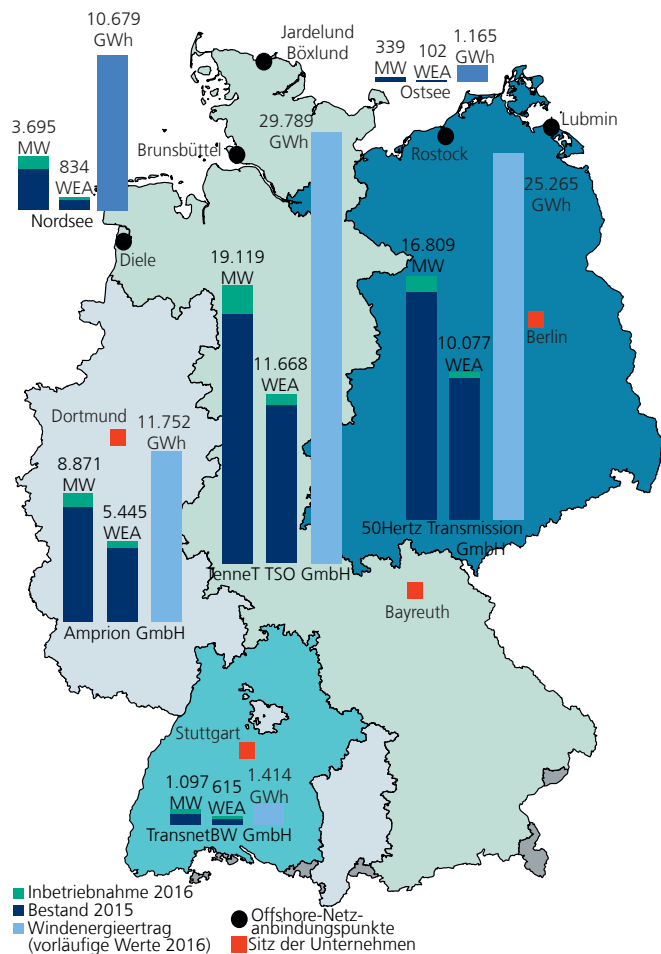 10.679
GWh
3.695
MW
834
WEA
Nordsee
Jardelund
Böxlund
339
MW
102
WEA
1.165
GWh
Ostsee
Brunsbüttel
Rostock
Lubmin
Diele
29.789
GWh
19.119
MW
11.668
WEA
TenneT TSO GmbH
25.265
GWh
16.809
MW
10.077
WEA
Berlin
50Hertz Transmission
GmbH
Dortmund
11.752
GWh
8.871
MW
5.445
WEA
Amprion GmbH
Bayreuth
Stuttgart
1.097
MW
615
WEA
1.414
GWh
TransnetBW GmbH
Inbetriebnahme 2016
Bestand 2015
Windenergieertrag
(vorläufige Werte 2016)
Offshore-Netz-
anbindungspunkte
Sitz der Unternehmen